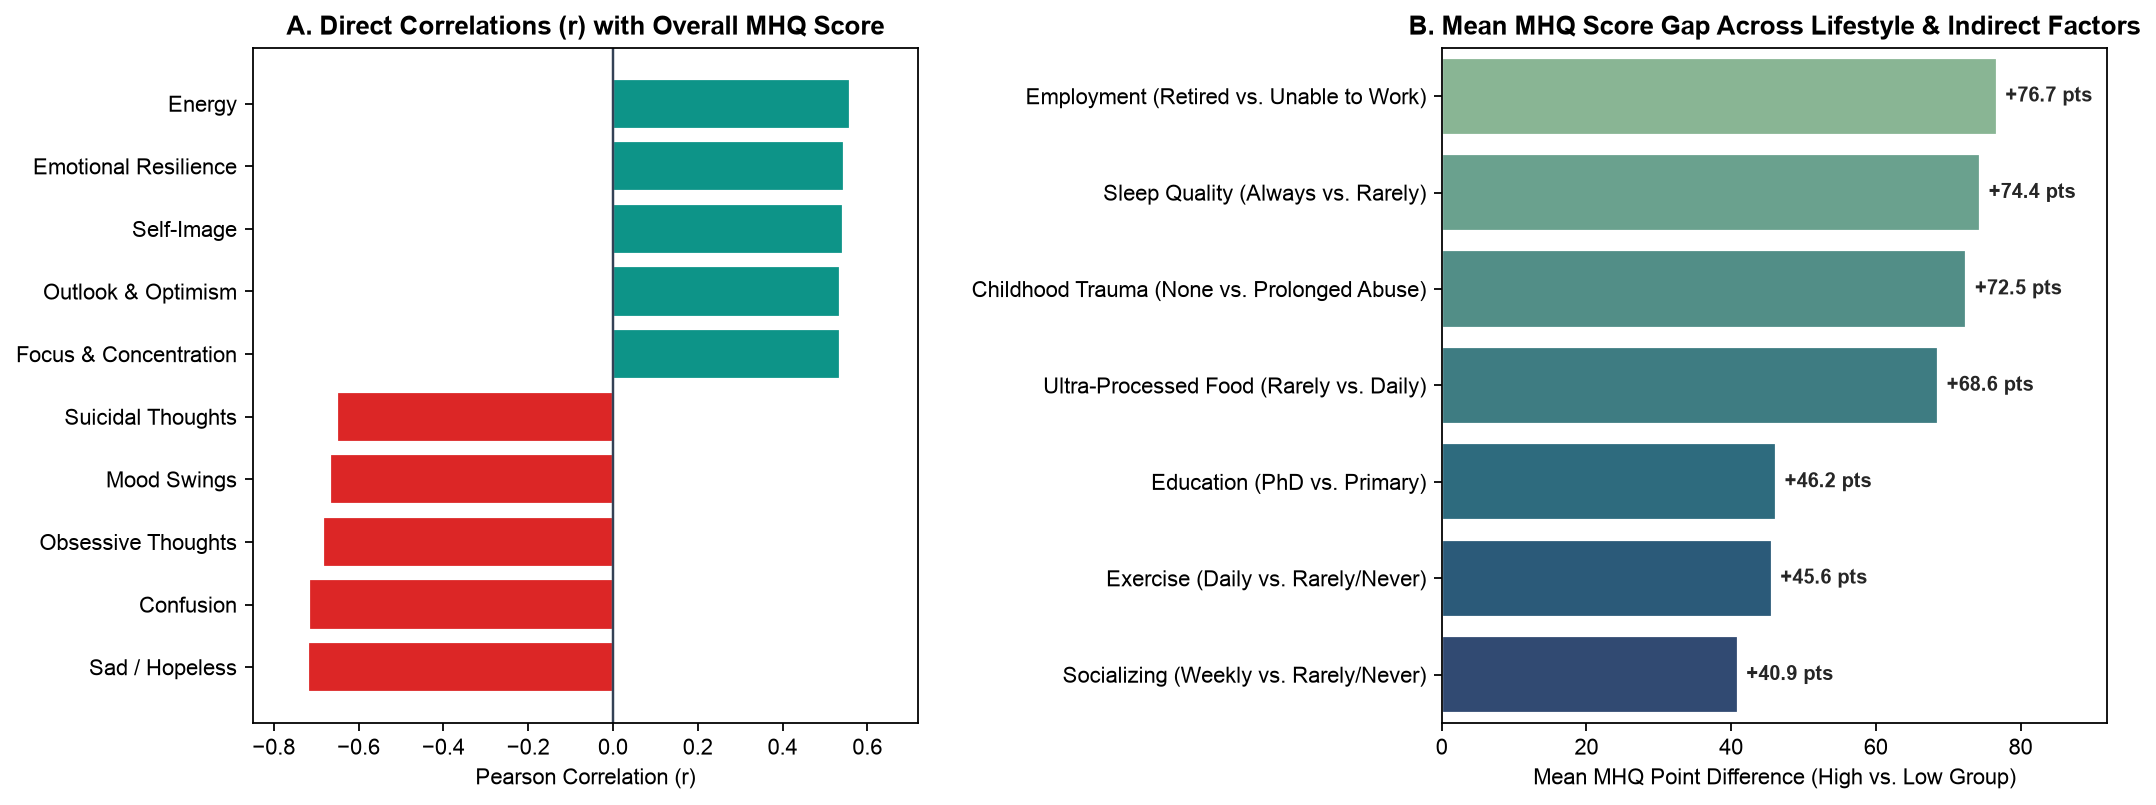 A. Direct Correlations (r) with Overall MHQ Score
Energy
Emotional Resilience
Self-Image
Outlook & Optimism
Focus & Concentration
Suicidal Thoughts
Mood Swings
Obsessive Thoughts
Confusion
Sad / Hopeless
−0.8 −0.6 −0.4 −0.2 0.0 0.2 0.4 0.6
Pearson Correlation (r)
B. Mean MHQ Score Gap Across Lifestyle & Indirect Factors
Employment (Retired vs. Unable to Work) +76.7 pts
Sleep Quality (Always vs. Rarely) +74.4 pts
Childhood Trauma (None vs. Prolonged Abuse) +72.5 pts
Ultra-Processed Food (Rarely vs. Daily) +68.6 pts
Education (PhD vs. Primary) +46.2 pts
Exercise (Daily vs. Rarely/Never) +45.6 pts
Socializing (Weekly vs. Rarely/Never) +40.9 pts
0 20 40 60 80
Mean MHQ Point Difference (High vs. Low Group)